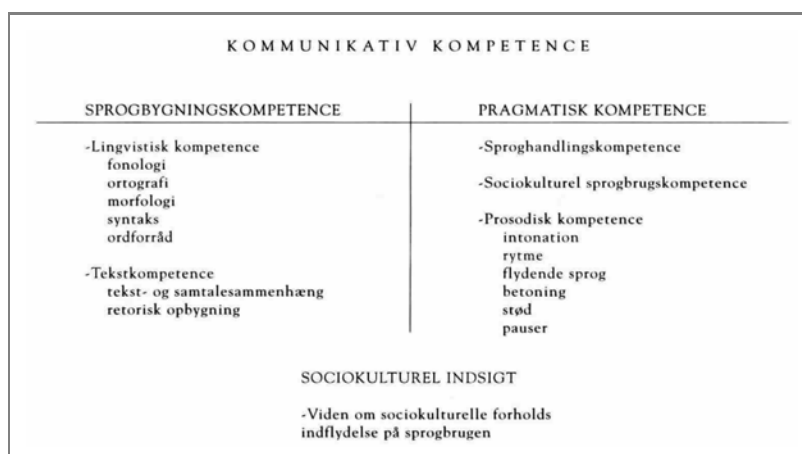 KOMMUNIKATIV KOMPETENCE
SPROGBYGNINGSKOMPETENCE
-Lingvistisk kompetence
fonologi
ortografi
morfologi
syntaks
ordforråd
-Tekstkompetence
tekst- og samtalesammenhæng
retorisk opbygning
PRAGMATISK KOMPETENCE
-Sproghandlingskompetence
-Sociokulturel sprogbrugskompetence
-Prosodisk kompetence
intonation
rytme
flydende sprog
betoning
stød
pauser
SOCIOKULTUREL INDSIGT
-Viden om sociokulturelle forholds
indflydelse på sprogbrugen